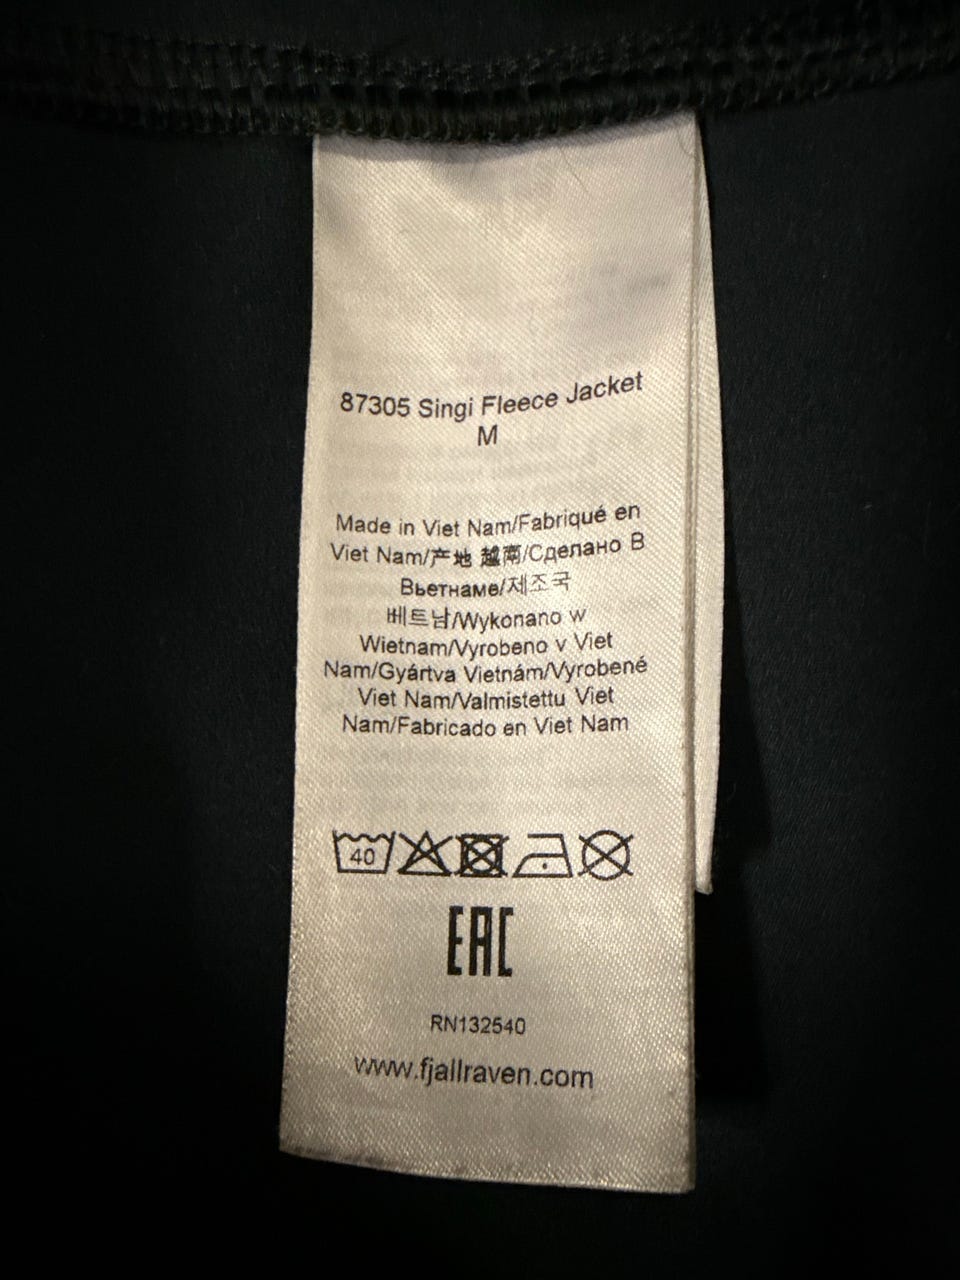 87305 Singi Fleece Jacket
M
Made in Viet Nam/Fabriqué en
Viet Nam/产地 越南/Сделано В
Вьетнаме/제조국
베트남/Wykonano w
Wietnam/Vyrobeno v Viet
Nam/Gyártva Vietnám/Vyrobené
Viet Nam/Valmistettu Viet
Nam/Fabricado en Viet Nam
40
EAC
RN132540
www.fjallraven.com